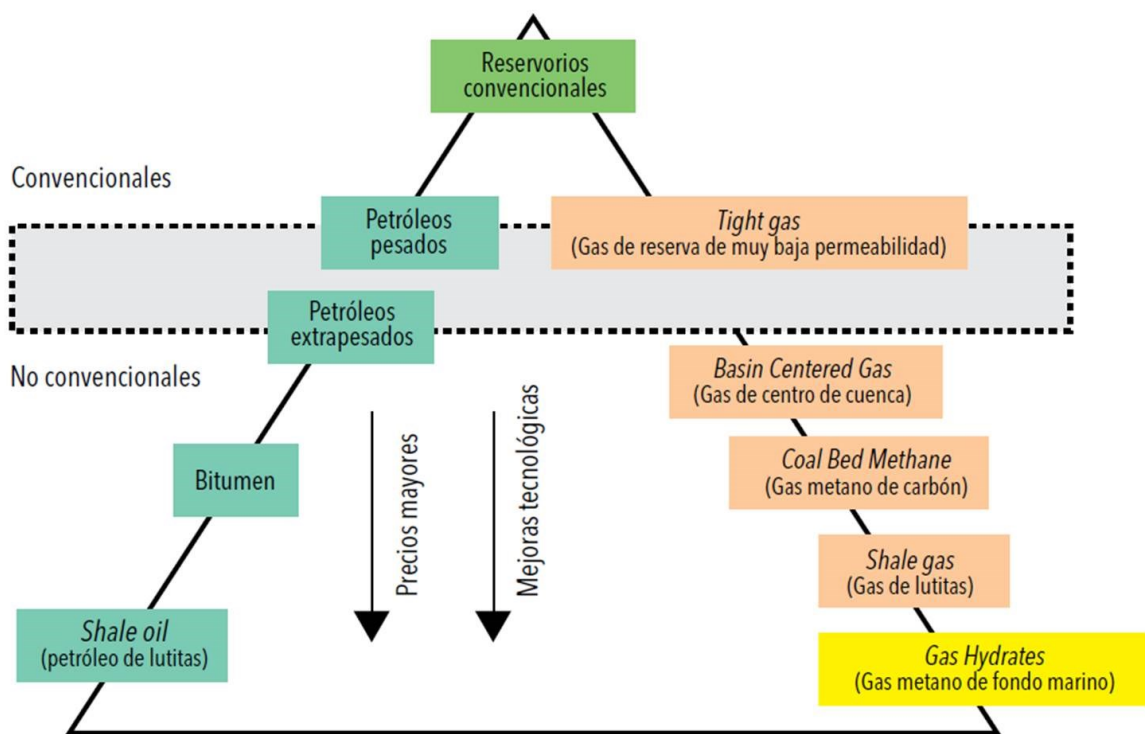 Reservorios
convencionales
Convencionales
Petróleos
pesados
Tight gas
(Gas de reserva de muy baja permeabilidad)
Petróleos
extrapesados
No convencionales
Basin Centered Gas
(Gas de centro de cuenca)
Precios mayores
Mejoras tecnológicas
Bitumen
Coal Bed Methane
(Gas metano de carbón)
Shale gas
(Gas de lutitas)
Shale oil
(petróleo de lutitas)
Gas Hydrates
(Gas metano de fondo marino)